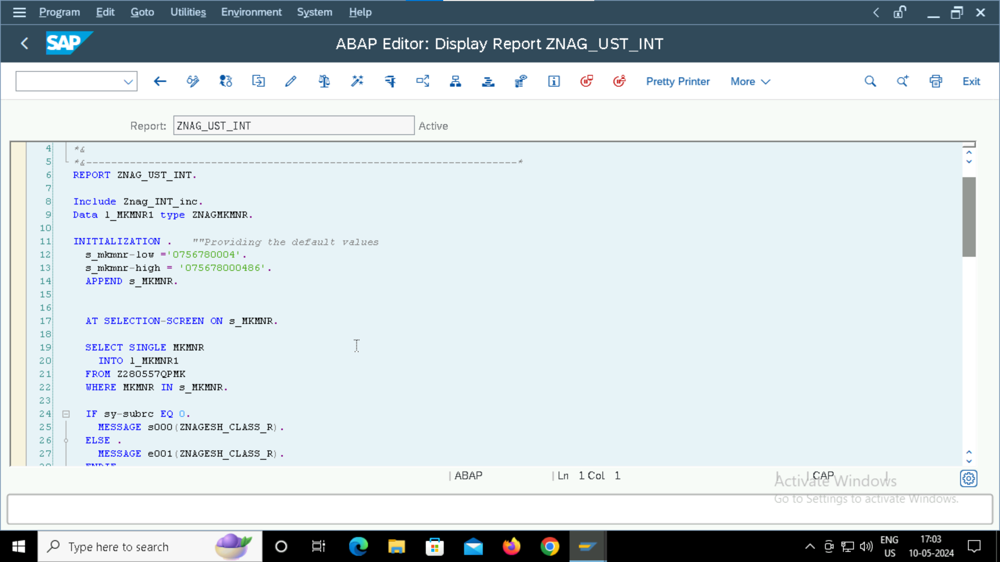 Program Edit Goto Utilities Environment System Help
SAP ABAP Editor: Display Report ZNAG_UST_INT
Pretty Printer More Exit
Report: ZNAG_UST_INT Active
4 *&
5 *&---------------------------------------------------------------------*
6 REPORT ZNAG_UST_INT.
7
8 Include Znag_INT_inc.
9 Data l_MKMNR1 type ZNAGMKMNR.
10
11 INITIALIZATION . ""Providing the default values
12 s_mkmnr-low ='0756780004'.
13 s_mkmnr-high = '075678000486'.
14 APPEND s_MKMNR.
15
16
17 AT SELECTION-SCREEN ON s_MKMNR.
18
19 SELECT SINGLE MKMNR
20 INTO l_MKMNR1
21 FROM Z280557QPMK
22 WHERE MKMNR IN s_MKMNR.
23
24 IF sy-subrc EQ 0.
25 MESSAGE s000(ZNAGESH_CLASS_R).
26 ELSE .
27 MESSAGE e001(ZNAGESH_CLASS_R).
28 ENDIF
ABAP Ln 1 Col 1 CAP
Activate Windows
Go to Settings to activate Windows.
Type here to search
ENG 17:03
US 10-05-2024